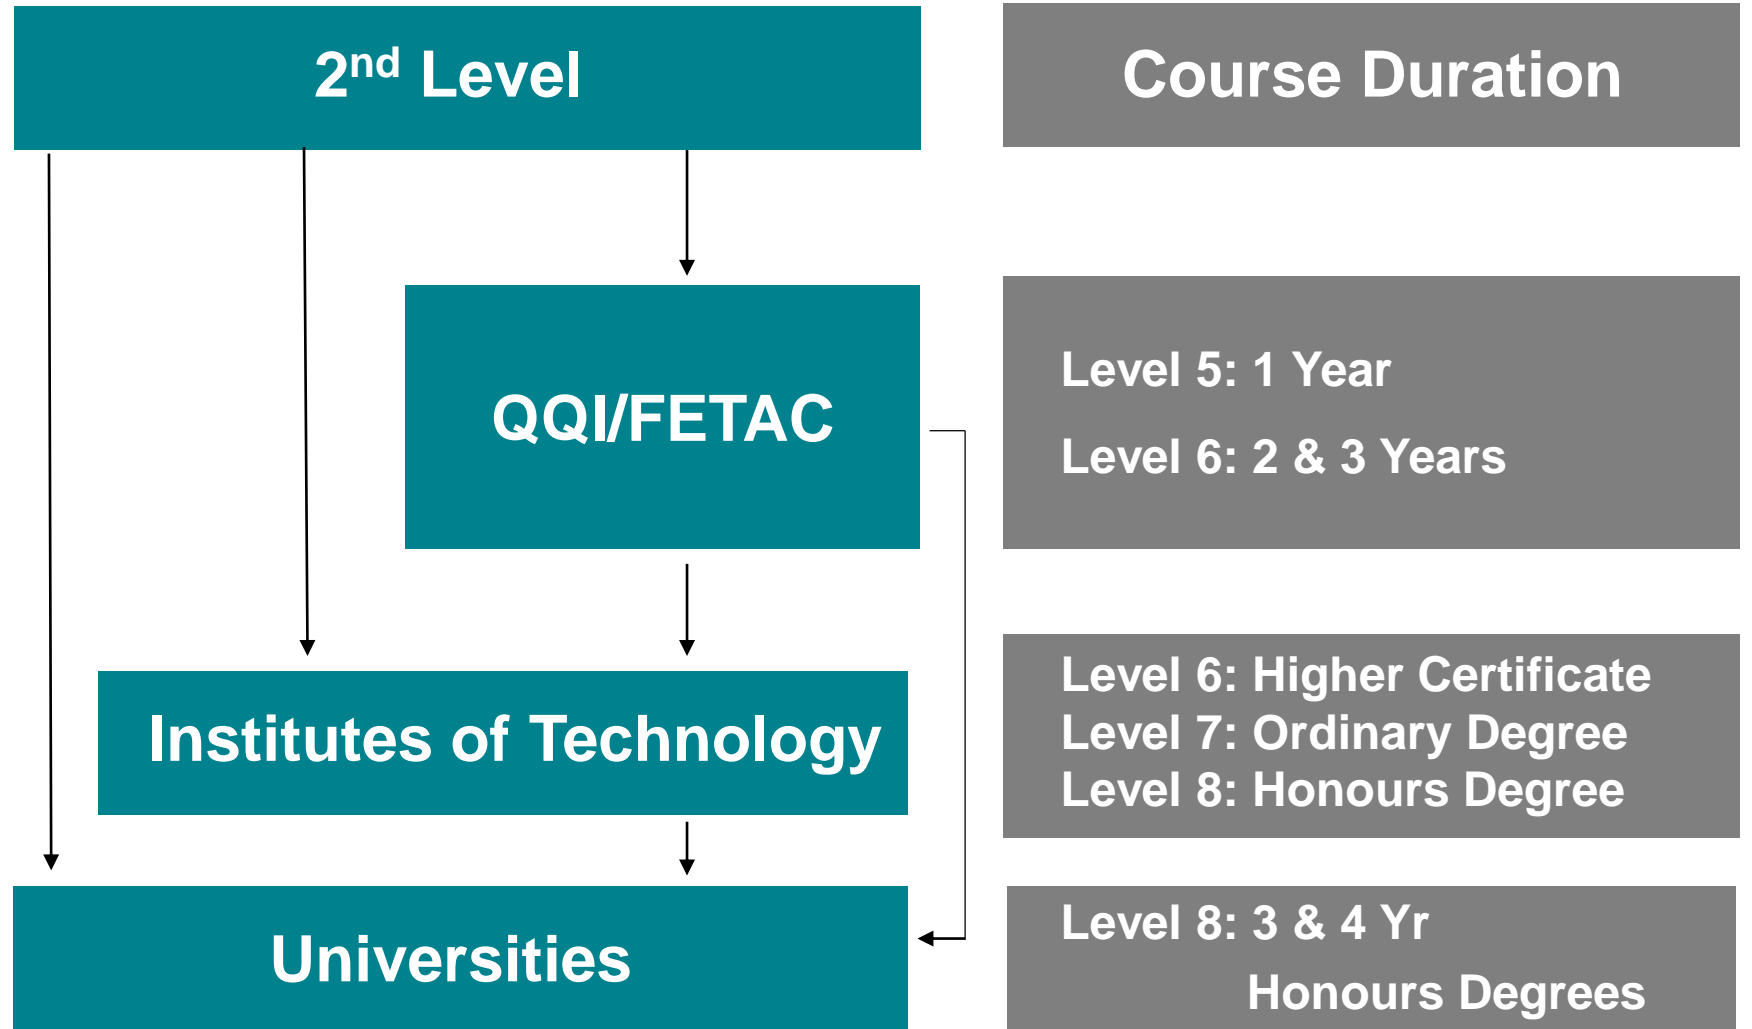 2nd Level
Course Duration
QQI/FETAC
Level 5: 1 Year
Level 6: 2 & 3 Years
Institutes of Technology
Level 6: Higher Certificate
Level 7: Ordinary Degree
Level 8: Honours Degree
Universities
Level 8: 3 & 4 Yr
Honours Degrees